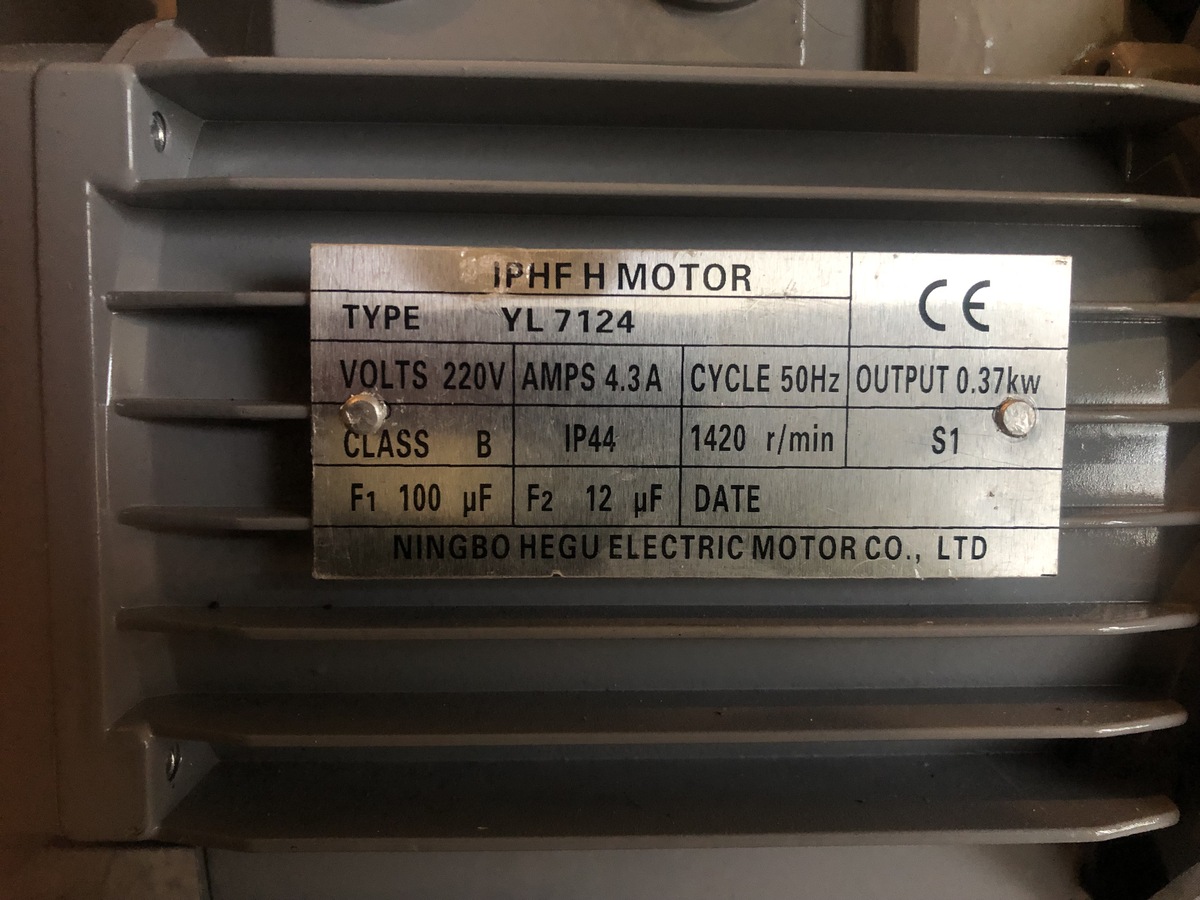 IPHF H MOTOR
CE
TYPE YL 7124
VOLTS 220V AMPS 4.3A CYCLE 50Hz OUTPUT 0.37kw
CLASS B IP44 1420 r/min S1
F1 100 µF F2 12 µF DATE
NINGBO HEGU ELECTRIC MOTOR CO., LTD